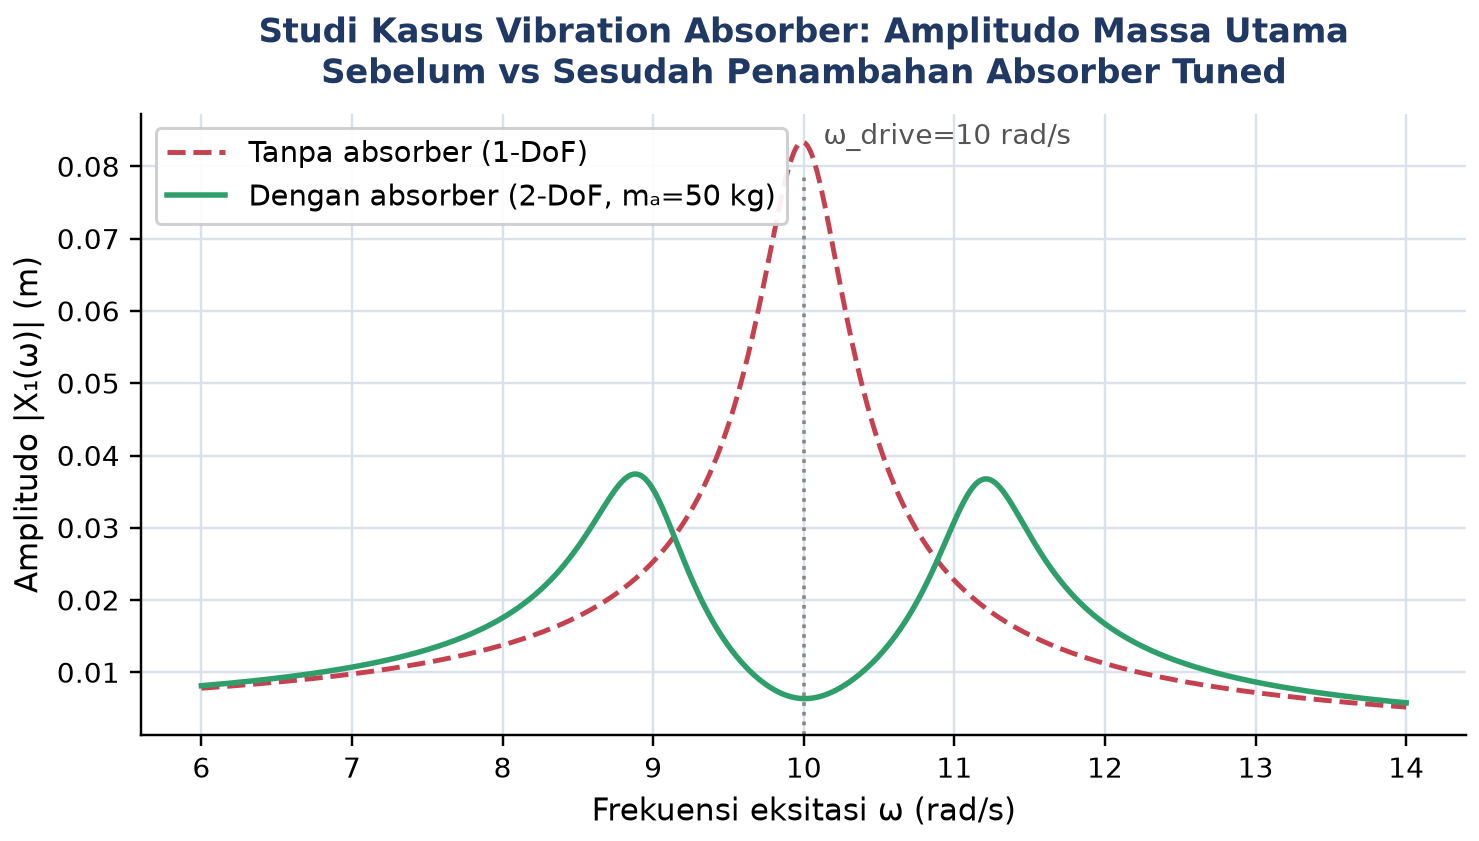 Studi Kasus Vibration Absorber: Amplitudo Massa Utama
Sebelum vs Sesudah Penambahan Absorber Tuned
Tanpa absorber (1-DoF)
Dengan absorber (2-DoF, mₐ=50 kg)
ω_drive=10 rad/s
Amplitudo |X₁(ω)| (m)
0.08
0.07
0.06
0.05
0.04
0.03
0.02
0.01
6 7 8 9 10 11 12 13 14
Frekuensi eksitasi ω (rad/s)